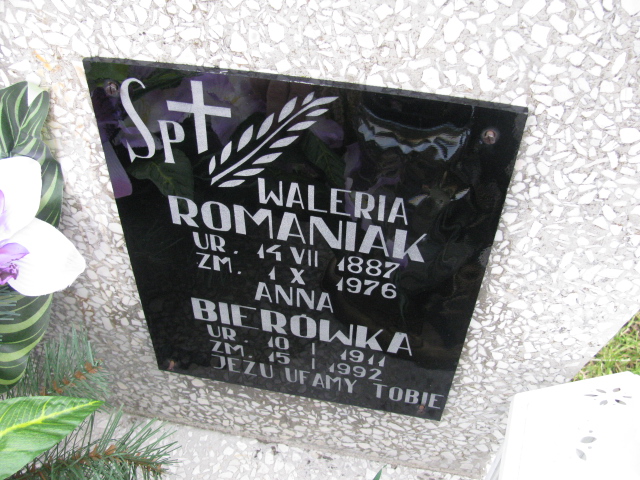 Śp
WALERIA
ROMANIAK
UR. 14 VII 1887
ZM. 1 X 1976
ANNA
BIERÓWKA
UR. 10 I 1911
ZM. 15 I 1992
JEZU UFAMY TOBIE